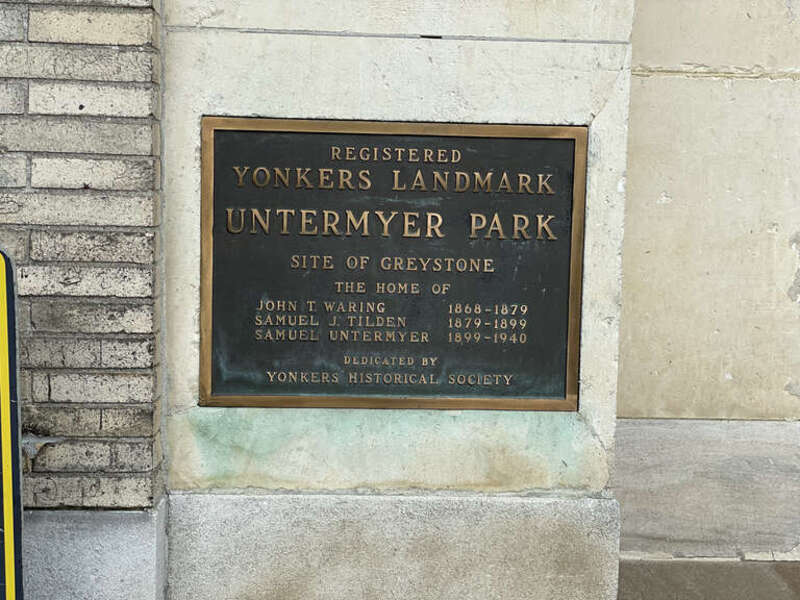 REGISTERED
YONKERS LANDMARK
UNTERMYER PARK
SITE OF GREYSTONE
THE HOME OF
JOHN T. WARING 1868-1879
SAMUEL J. TILDEN 1879-1899
SAMUEL UNTERMYER 1899-1940
DEDICATED BY
YONKERS HISTORICAL SOCIETY